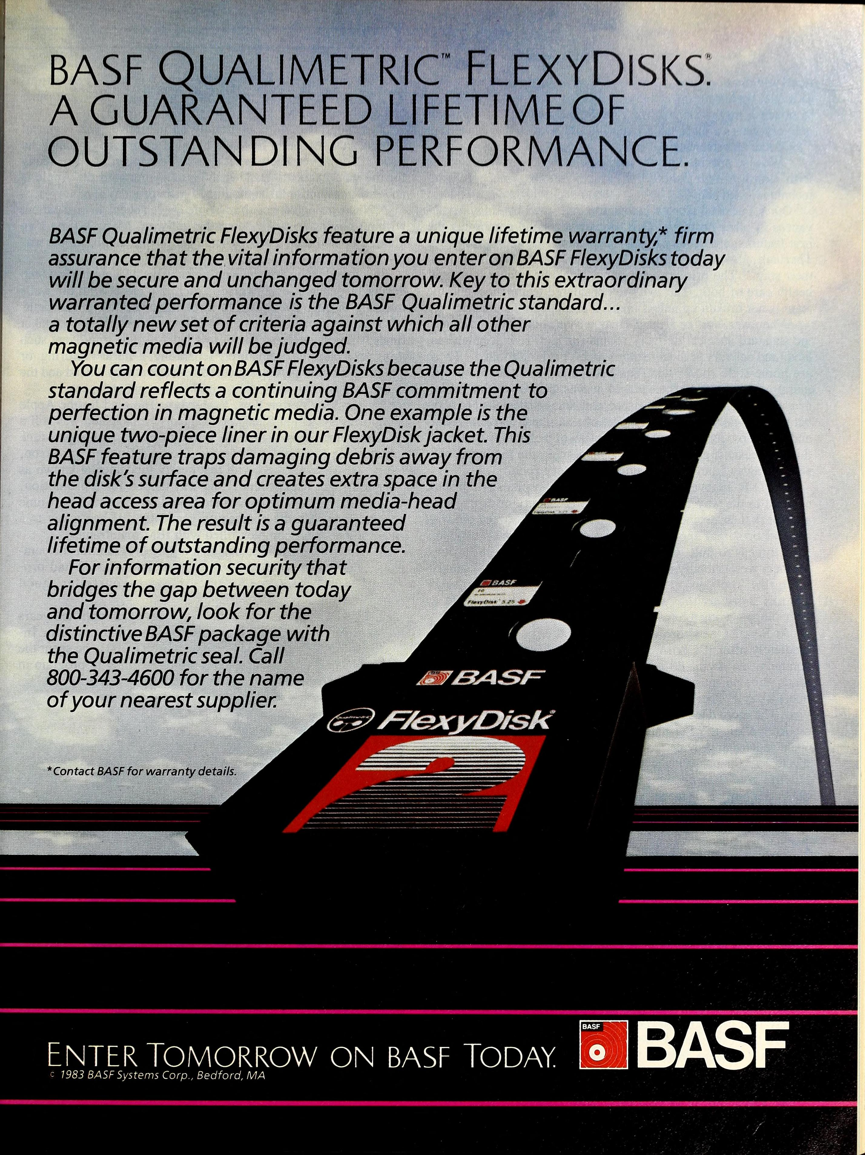 BASF QUALIMETRIC™ FLEXYDISKS.®
A GUARANTEED LIFETIME OF
OUTSTANDING PERFORMANCE.
BASF Qualimetric FlexyDisks feature a unique lifetime warranty,* firm
assurance that the vital information you enter on BASF FlexyDisks today
will be secure and unchanged tomorrow. Key to this extraordinary
warranted performance is the BASF Qualimetric standard...
a totally new set of criteria against which all other
magnetic media will be judged.
You can count on BASF FlexyDisks because the Qualimetric
standard reflects a continuing BASF commitment to
perfection in magnetic media. One example is the
unique two-piece liner in our FlexyDisk jacket. This
BASF feature traps damaging debris away from
the disk's surface and creates extra space in the
head access area for optimum media-head
alignment. The result is a guaranteed
lifetime of outstanding performance.
For information security that
bridges the gap between today
and tomorrow, look for the
distinctive BASF package with
the Qualimetric seal. Call
800-343-4600 for the name
of your nearest supplier.
*Contact BASF for warranty details.
BASF
BASF
FlexyDisk 5.25
BASF
FlexyDisk®
2
ENTER TOMORROW ON BASF TODAY.
© 1983 BASF Systems Corp., Bedford, MA
BASF
BASF